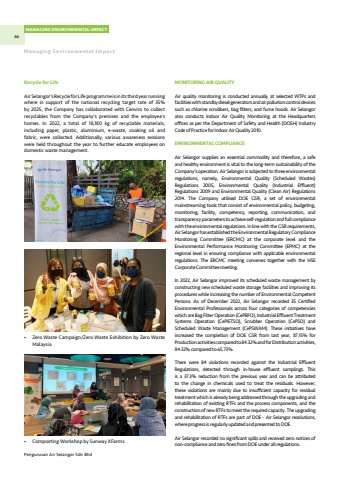 MANAGING ENVIRONMENTAL IMPACT
66
Managing Environmental Impact
Recycle for Life
Air Selangor's Recycle for Life programme is in its third year running
where in support of the national recycling target rate of 35%
by 2025, the Company has collaborated with Cenviro to collect
recyclables from the Company's premises and the employee's
homes. In 2022, a total of 18,180 kg of recyclable materials,
including paper, plastic, aluminium, e-waste, cooking oil and
fabric, were collected. Additionally, various awareness sessions
were held throughout the year to further educate employees on
domestic waste management.
• Zero Waste Campaign/Zero Waste Exhibition by Zero Waste
Malaysia
• Composting Workshop by Sunway XFarms
MONITORING AIR QUALITY
Air quality monitoring is conducted annually at selected WTPs and
facilities with standby diesel generators and air pollution control devices
such as chlorine scrubbers, bag filters, and fume hoods. Air Selangor
also conducts Indoor Air Quality Monitoring at the Headquarters
offices as per the Department of Safety and Health (DOSH) Industry
Code of Practice for Indoor Air Quality 2010.
ENVIRONMENTAL COMPLIANCE
Air Selangor supplies an essential commodity and therefore, a safe
and healthy environment is vital to the long-term sustainability of the
Company's operation. Air Selangor is subjected to three environmental
regulations, namely, Environmental Quality (Scheduled Wastes)
Regulations 2005, Environmental Quality (Industrial Effluent)
Regulations 2009 and Environmental Quality (Clean Air) Regulations
2014. The Company utilised DOE GSR, a set of environmental
mainstreaming tools that consist of environmental policy, budgeting,
monitoring, facility, competency, reporting, communication, and
transparency parameters to achieve self-regulation and full compliance
with the environmental regulations. In line with the GSR requirements,
Air Selangor has established the Environmental Regulatory Compliance
Monitoring Committee (ERCMC) at the corporate level and the
Environmental Performance Monitoring Committee (EPMC) at the
regional level in ensuring compliance with applicable environmental
regulations. The ERCMC meeting convenes together with the HSE
Corporate Committee meeting.
In 2022, Air Selangor improved its scheduled waste management by
constructing new scheduled waste storage facilities and improving its
procedures while increasing the number of Environmental Competent
Persons. As of December 2022, Air Selangor recorded 35 Certified
Environmental Professionals across four categories of competencies
which are Bag Filter Operation (CePBFO), Industrial Effluent Treatment
Systems Operation (CePIETSO), Scrubber Operation (CePSO) and
Scheduled Waste Management (CePSWAM). These initiatives have
increased the completion of DOE GSR from last year, 87.15% for
Production activities compared to 84.32% and for Distribution activities,
84.32% compared to 45.73%.
There were 84 violations recorded against the Industrial Effluent
Regulations, detected through in-house effluent samplings. This
is a 37.3% reduction from the previous year and can be attributed
to the change in chemicals used to treat the residuals. However,
these violations are mainly due to insufficient capacity for residual
treatment which is already being addressed through the upgrading and
rehabilitation of existing RTFs and the process components, and the
construction of new RTFs to meet the required capacity. The upgrading
and rehabilitation of RTFs are part of DOE - Air Selangor resolutions,
where progress is regularly updated and presented to DOE.
Air Selangor recorded no significant spills and received zero notices of
non-compliance and zero fines from DOE under all regulations.
Pengurusan Air Selangor Sdn Bhd